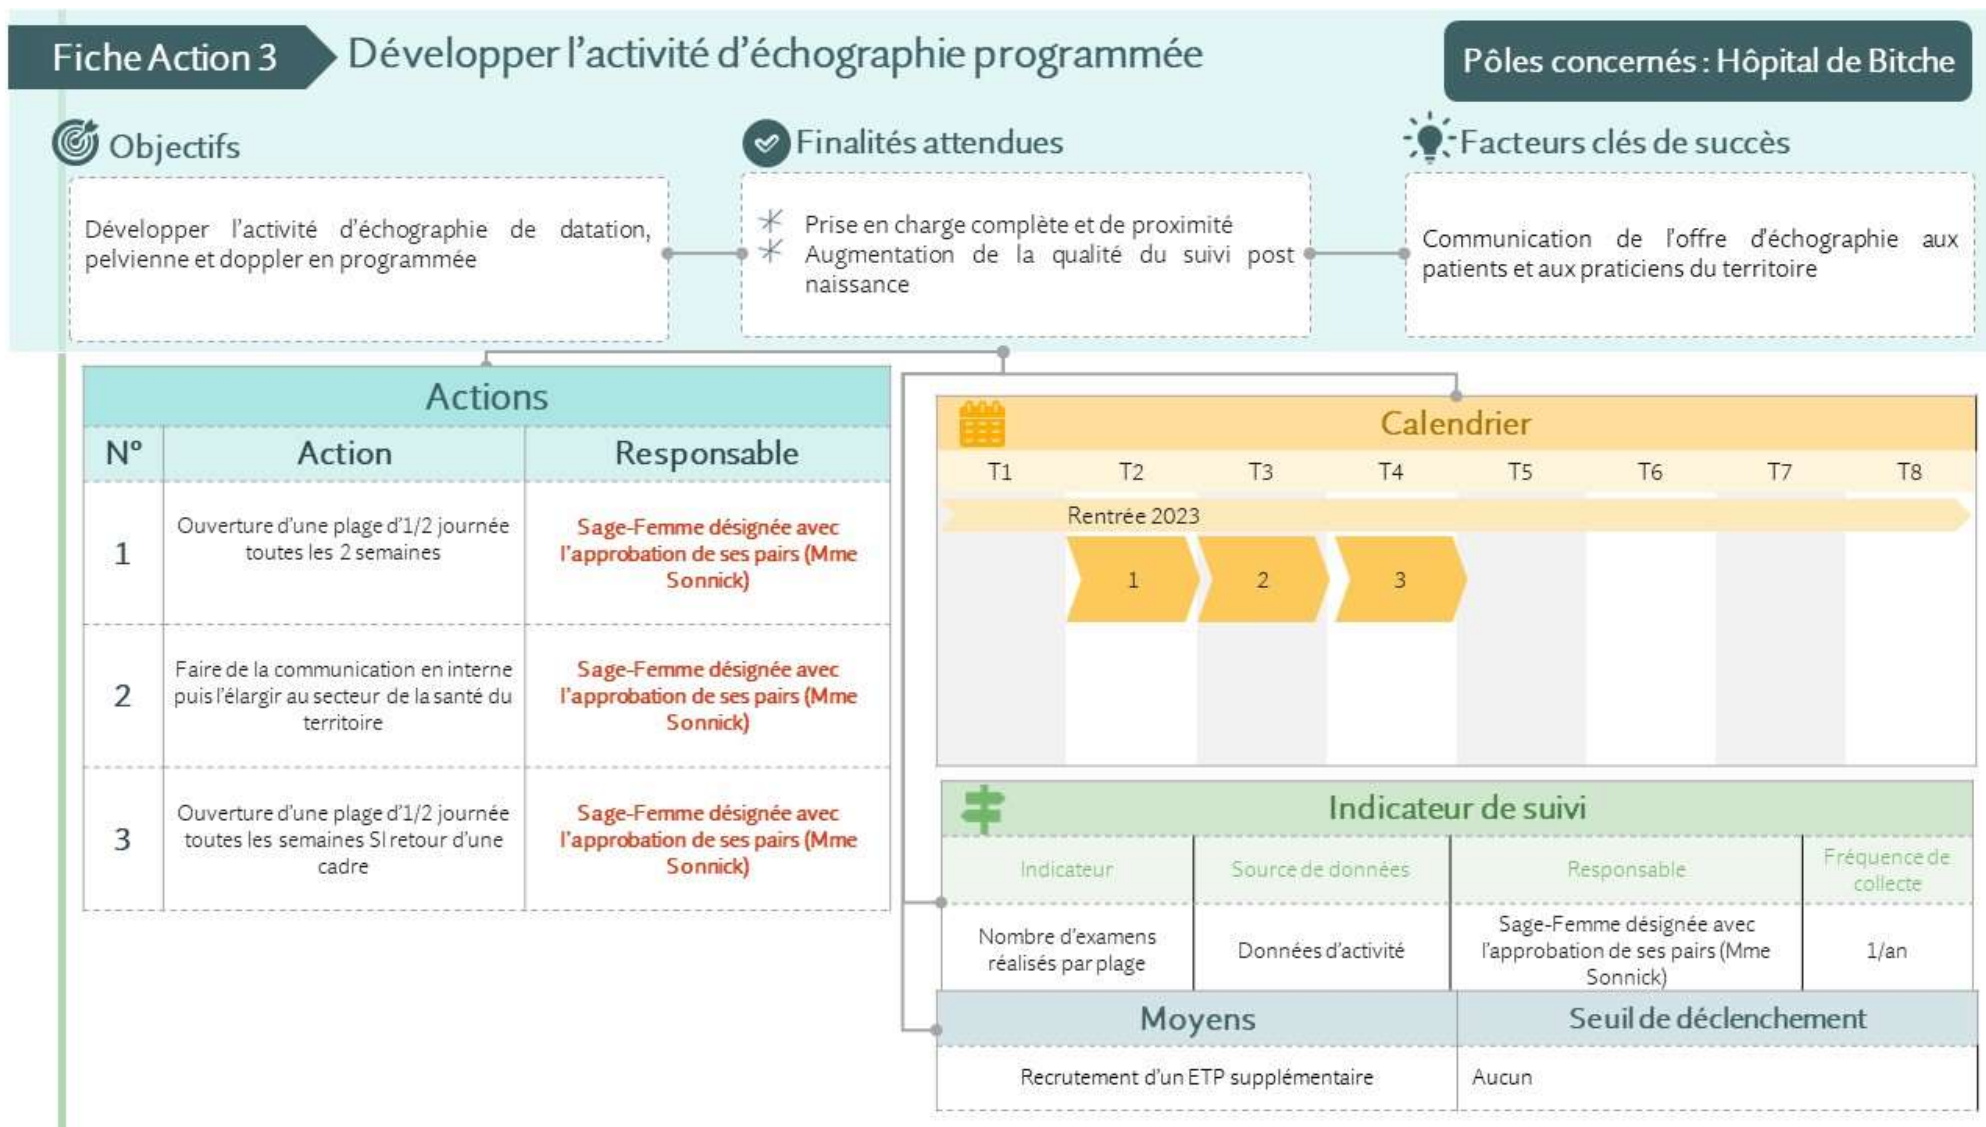 Fiche Action 3
Développer l'activité d'échographie programmée
Pôles concernés : Hôpital de Bitche
Objectifs
Développer l'activité d'échographie de datation,
pelvienne et doppler en programmée
Finalités attendues
Prise en charge complète et de proximité
Augmentation de la qualité du suivi post
naissance
Facteurs clés de succès
Communication de l'offre d'échographie aux
patients et aux praticiens du territoire
Actions
N° Action Responsable
1
Ouverture d'une plage d'1/2 journée
toutes les 2 semaines
Sage-Femme désignée avec
l'approbation de ses pairs (Mme
Sonnick)
2
Faire de la communication en interne
puis l'élargir au secteur de la santé du
territoire
Sage-Femme désignée avec
l'approbation de ses pairs (Mme
Sonnick)
3
Ouverture d'une plage d'1/2 journée
toutes les semaines SI retour d'une
cadre
Sage-Femme désignée avec
l'approbation de ses pairs (Mme
Sonnick)
Calendrier
T1 T2 T3 T4 T5 T6 T7 T8
Rentrée 2023
1 2 3
Indicateur de suivi
Indicateur
Source de données
Responsable
Fréquence de
collecte
Nombre d'examens
réalisés par plage
Données d'activité
Sage-Femme désignée avec
l'approbation de ses pairs (Mme
Sonnick)
1/an
Moyens
Seuil de déclenchement
Recrutement d'un ETP supplémentaire
Aucun